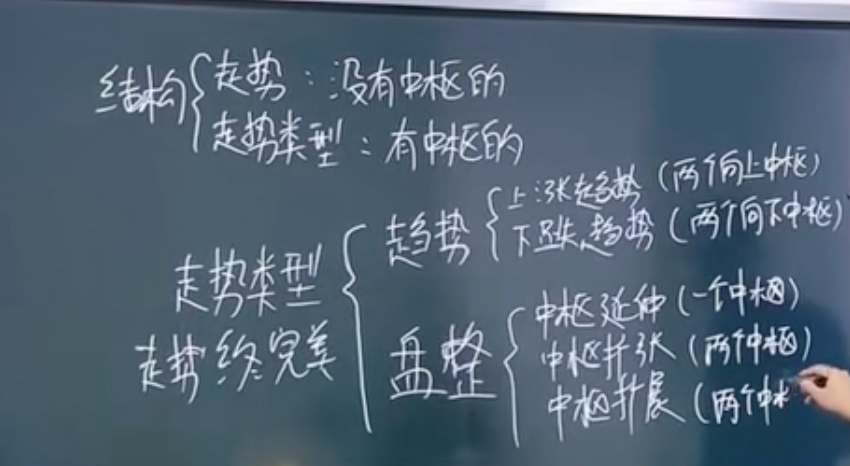 结构
走势：没有中枢的
走势类型：有中枢的
走势类型
走势终完美
趋势
上涨趋势（两个向上中枢）
下跌趋势（两个向下中枢）
盘整
中枢延伸（一个中枢）
中枢扩张（两个中枢）
中枢扩展（两个中